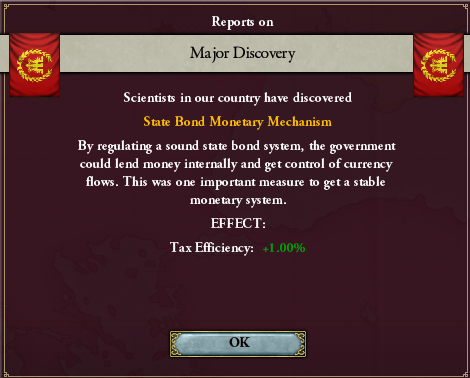 Reports on
Major Discovery
Scientists in our country have discovered
State Bond Monetary Mechanism
By regulating a sound state bond system, the government
could lend money internally and get control of currency
flows. This was one important measure to get a stable
monetary system.
EFFECT:
Tax Efficiency: +1.00%
OK